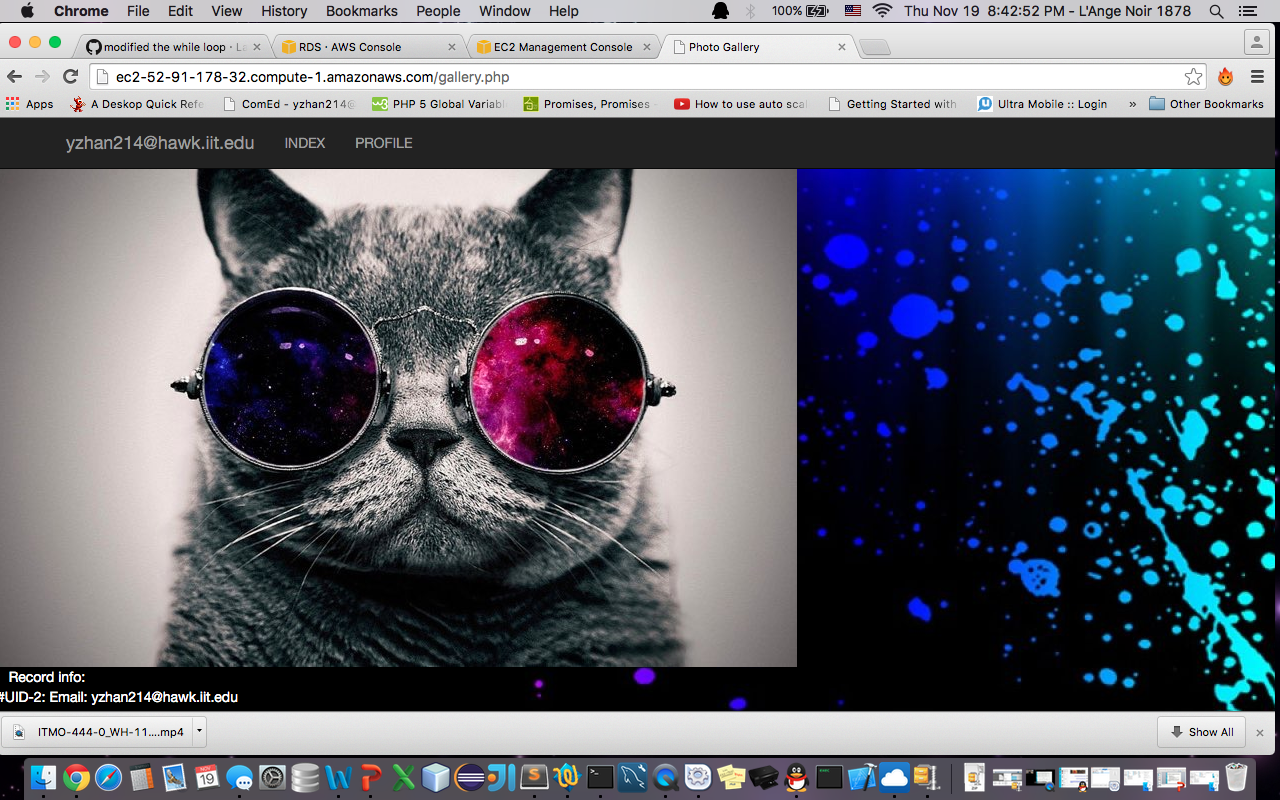 Chrome File Edit View History Bookmarks People Window Help 100% Thu Nov 19 8:42:52 PM - L'Ange Noir 1878
modified the while loop · La RDS · AWS Console EC2 Management Console Photo Gallery
ec2-52-91-178-32.compute-1.amazonaws.com/gallery.php
Apps A Deskop Quick Refe ComEd - yzhan214@ PHP 5 Global Variabl Promises, Promises - How to use auto scal Getting Started with Ultra Mobile :: Login » Other Bookmarks
yzhan214@hawk.iit.edu INDEX PROFILE
Record info:
#UID-2: Email: yzhan214@hawk.iit.edu
ITMO-444-0_WH-11....mp4 Show All
NOV
19